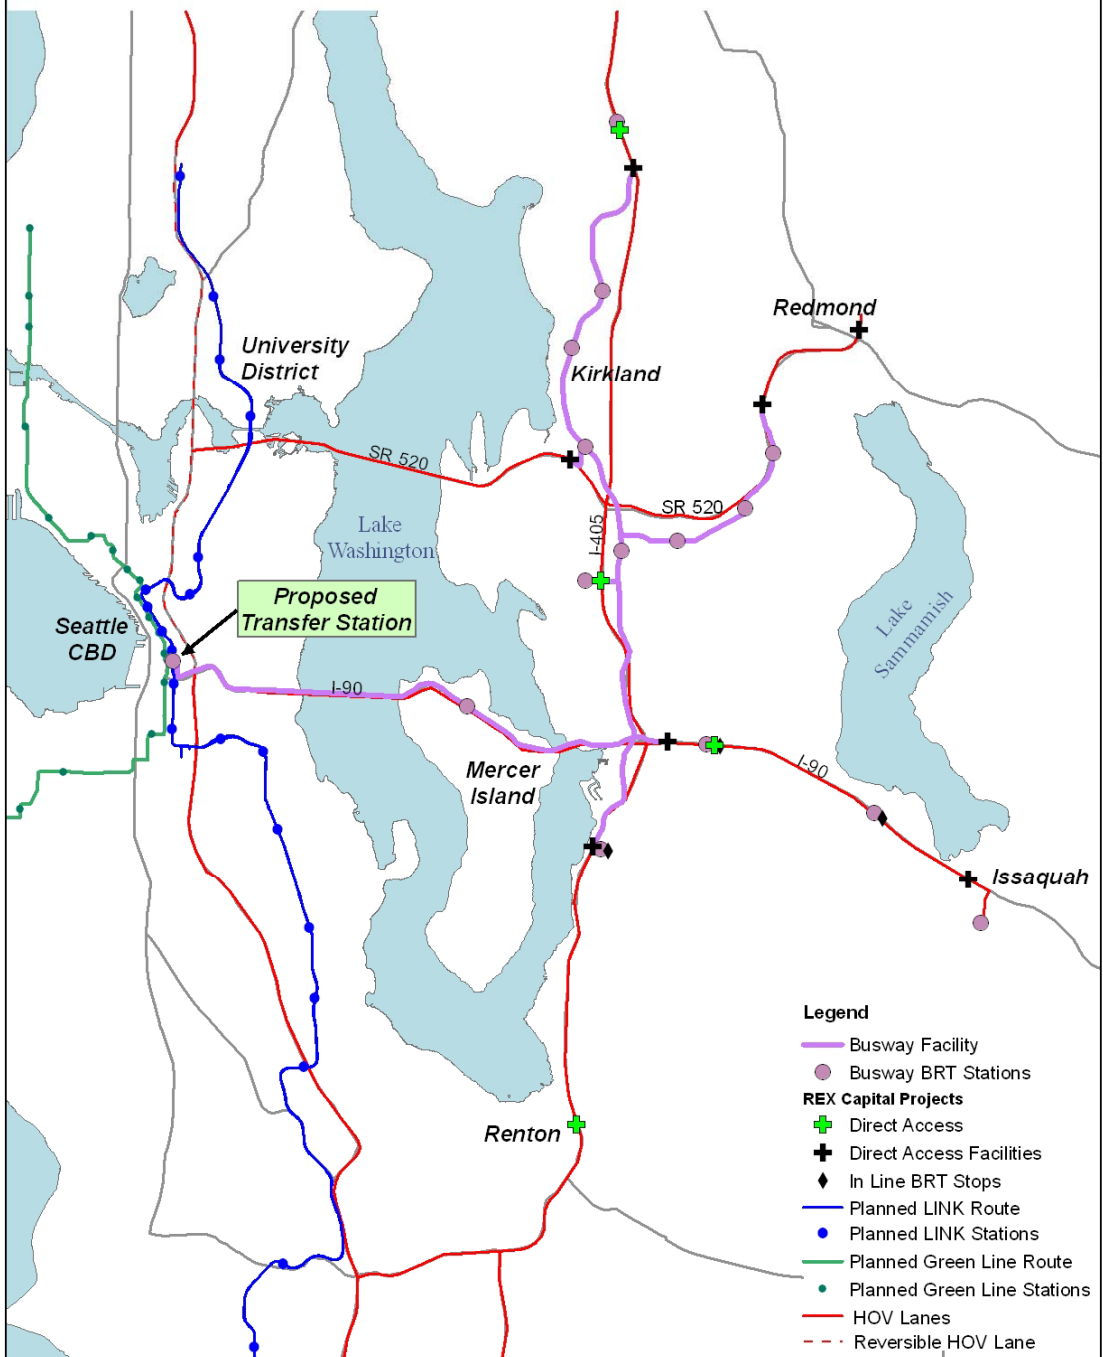 Redmond
University
District
Kirkland
SR 520
SR 520
Lake
Washington
I-405
Proposed
Transfer Station
Seattle
CBD
Lake
Sammamish
I-90
I-90
Mercer
Island
Issaquah
Renton
Legend
Busway Facility
Busway BRT Stations
REX Capital Projects
Direct Access
Direct Access Facilities
In Line BRT Stops
Planned LINK Route
Planned LINK Stations
Planned Green Line Route
Planned Green Line Stations
HOV Lanes
Reversible HOV Lane